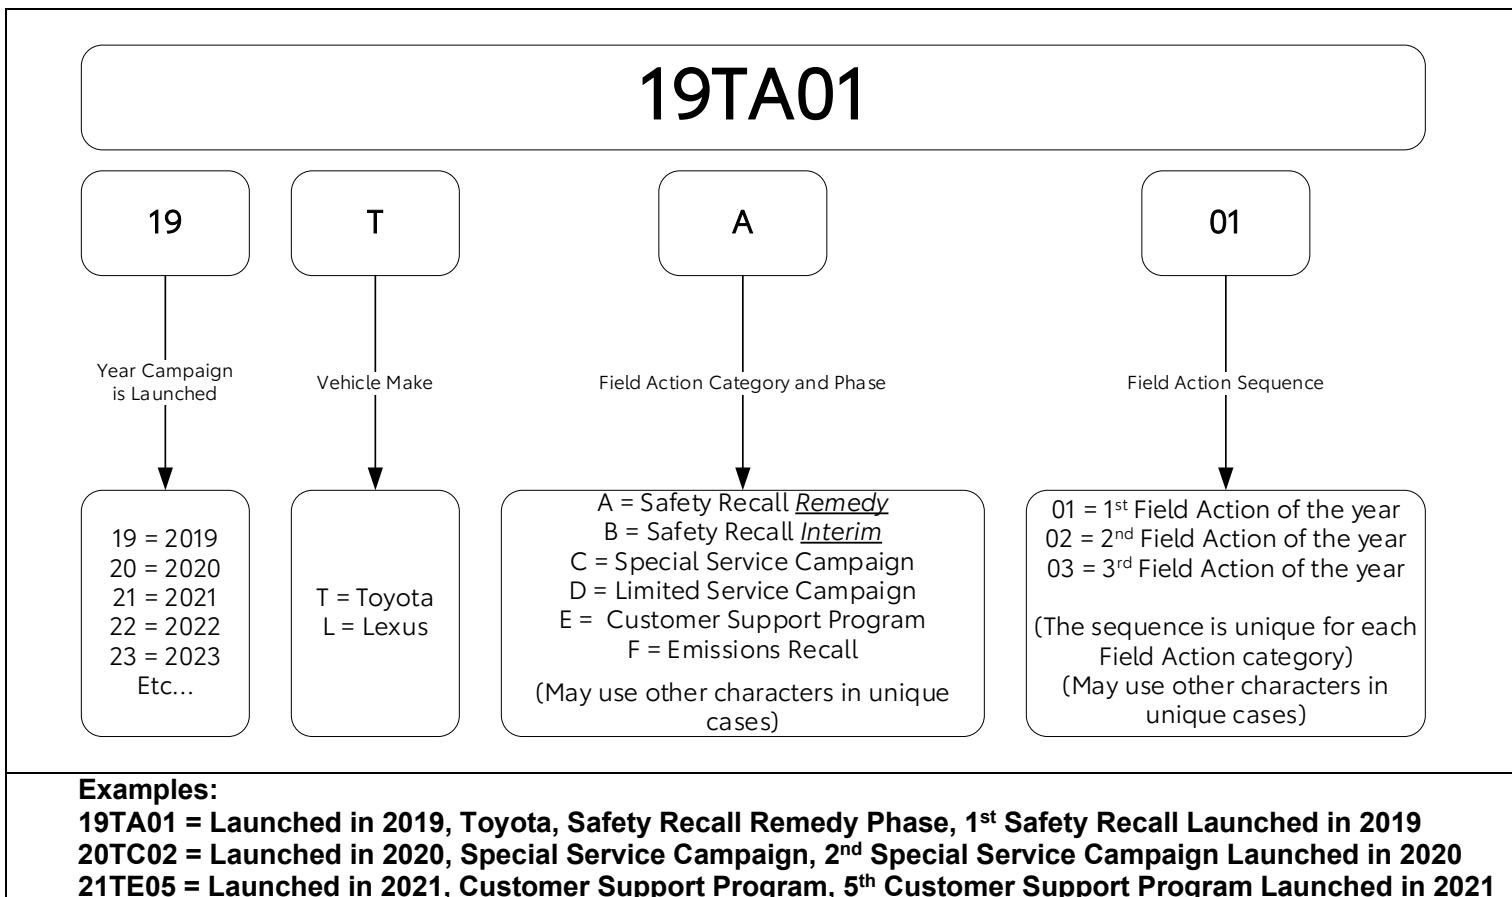 19TA01
19
T
A
01
Year Campaign
is Launched
Vehicle Make
Field Action Category and Phase
Field Action Sequence
19 = 2019
20 = 2020
21 = 2021
22 = 2022
23 = 2023
Etc...
T = Toyota
L = Lexus
A = Safety Recall Remedy
B = Safety Recall Interim
C = Special Service Campaign
D = Limited Service Campaign
E =  Customer Support Program
F = Emissions Recall
(May use other characters in unique
cases)
01 = 1st Field Action of the year
02 = 2nd Field Action of the year
03 = 3rd Field Action of the year
(The sequence is unique for each
Field Action category)
(May use other characters in
unique cases)
Examples:
19TA01 = Launched in 2019, Toyota, Safety Recall Remedy Phase, 1st Safety Recall Launched in 2019
20TC02 = Launched in 2020, Special Service Campaign, 2nd Special Service Campaign Launched in 2020
21TE05 = Launched in 2021, Customer Support Program, 5th Customer Support Program Launched in 2021